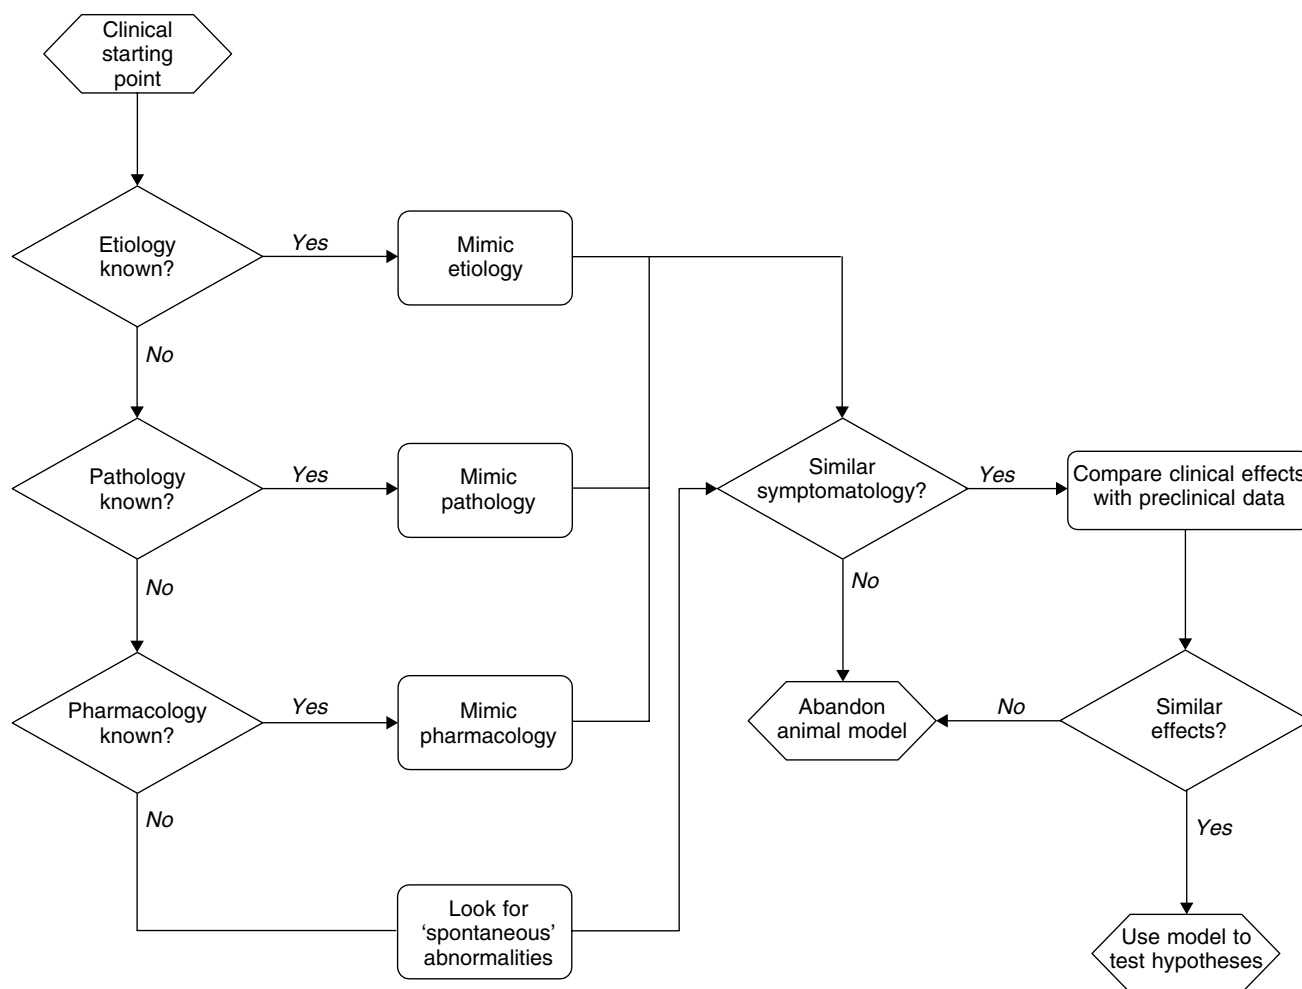 Clinical
starting
point
Etiology
known?
Yes
Mimic
etiology
No
Pathology
known?
Yes
Mimic
pathology
No
Pharmacology
known?
Yes
Mimic
pharmacology
No
Look for
‘spontaneous’
abnormalities
Similar
symptomatology?
Yes
Compare clinical effects
with preclinical data
No
Abandon
animal model
No
Similar
effects?
Yes
Use model to
test hypotheses